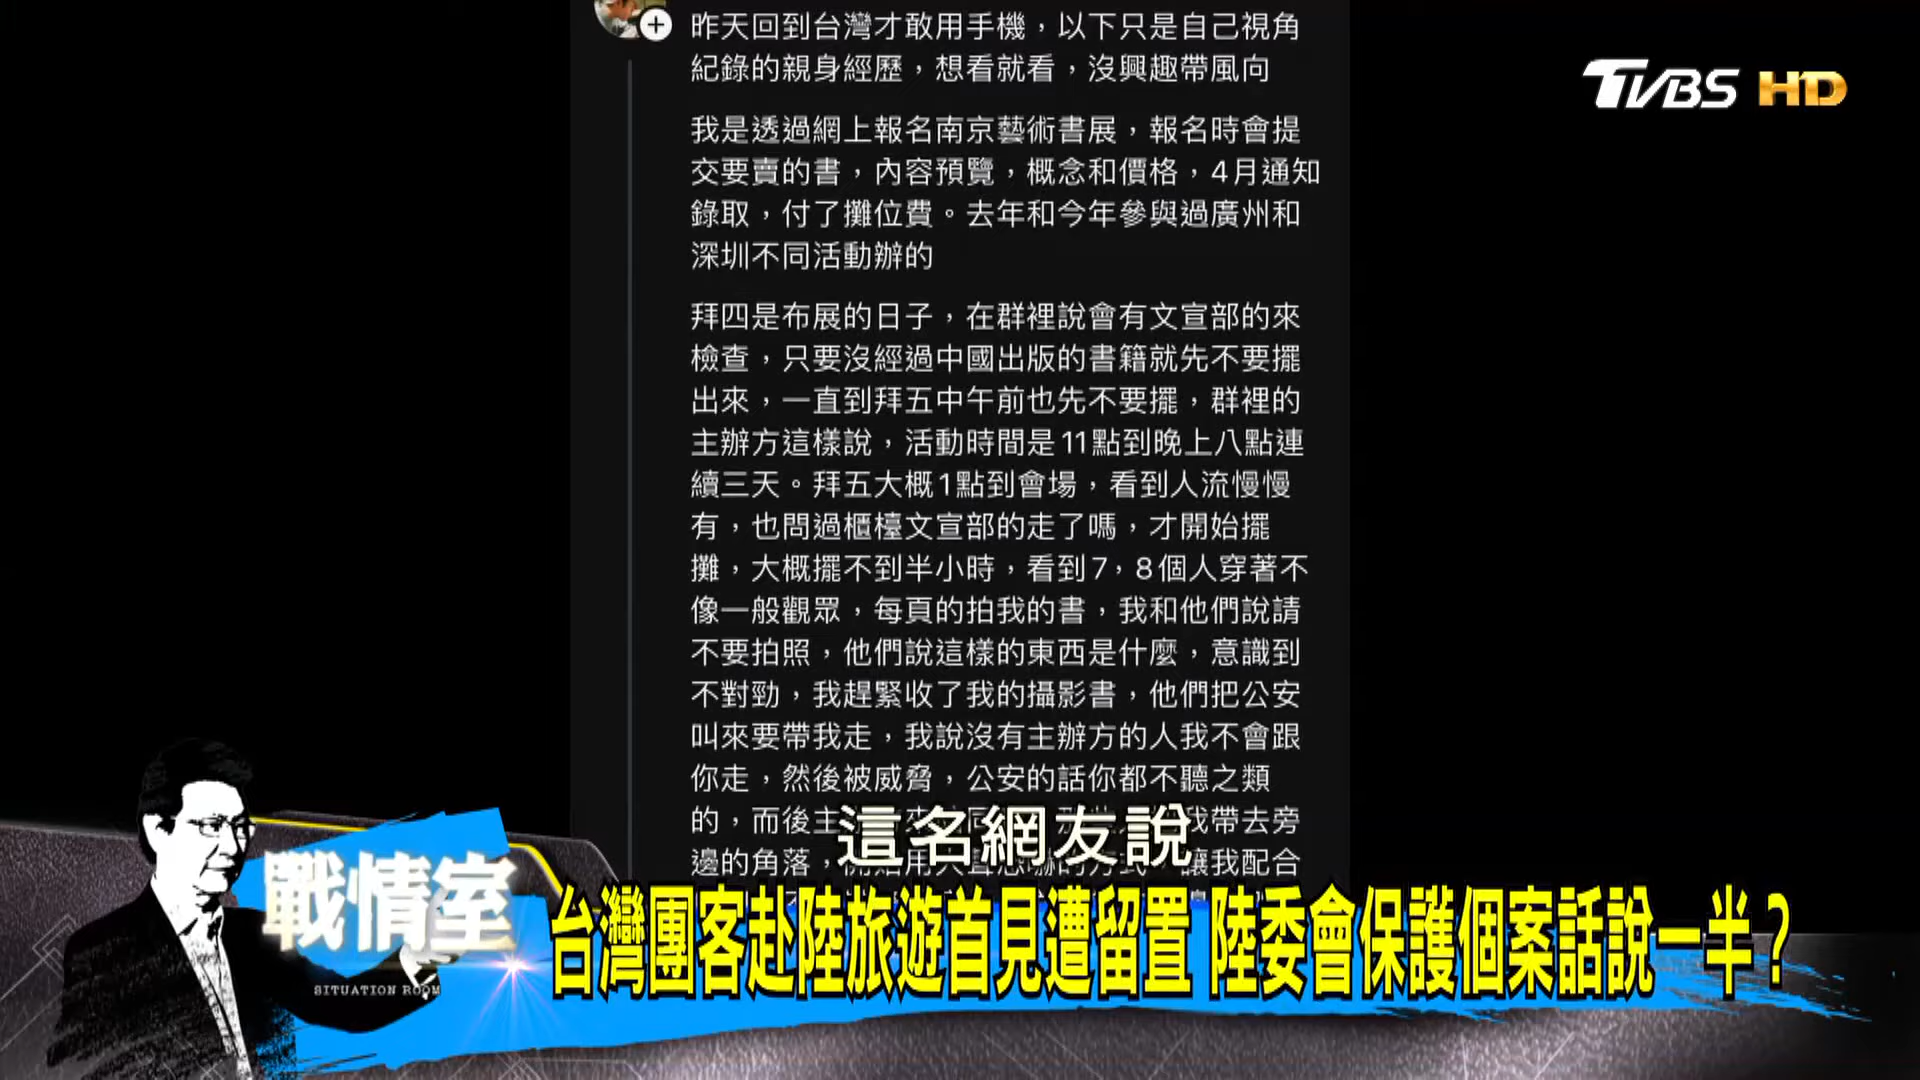 昨天回到台灣才敢用手機，以下只是自己視角
紀錄的親身經歷，想看就看，沒興趣帶風向
TVBS HD
我是透過網上報名南京藝術書展，報名時會提
交要賣的書，內容預覽，概念和價格，4月通知
錄取，付了攤位費。去年和今年參與過廣州和
深圳不同活動辦的
拜四是布展的日子，在群裡說會有文宣部的來
檢查，只要沒經過中國出版的書籍就先不要擺
出來，一直到拜五中午前也先不要擺，群裡的
主辦方這樣說，活動時間是11點到晚上八點連
續三天。拜五大概1點到會場，看到人流慢慢
有，也問過櫃檯文宣部的走了嗎，才開始擺
攤，大概擺不到半小時，看到7，8個人穿著不
像一般觀眾，每頁的拍我的書，我和他們說請
不要拍照，他們說這樣的東西是什麼，意識到
不對勁，我趕緊收了我的攝影書，他們把公安
叫來要帶我走，我說沒有主辦方的人我不會跟
你走，然後被威脅，公安的話你都不聽之類
的，而後主 我帶去旁
邊的角落， 讓我配合
這名網友說
戰情室
SITUATION ROOM
台灣團客赴陸旅遊首見遭留置 陸委會保護個案話說一半？